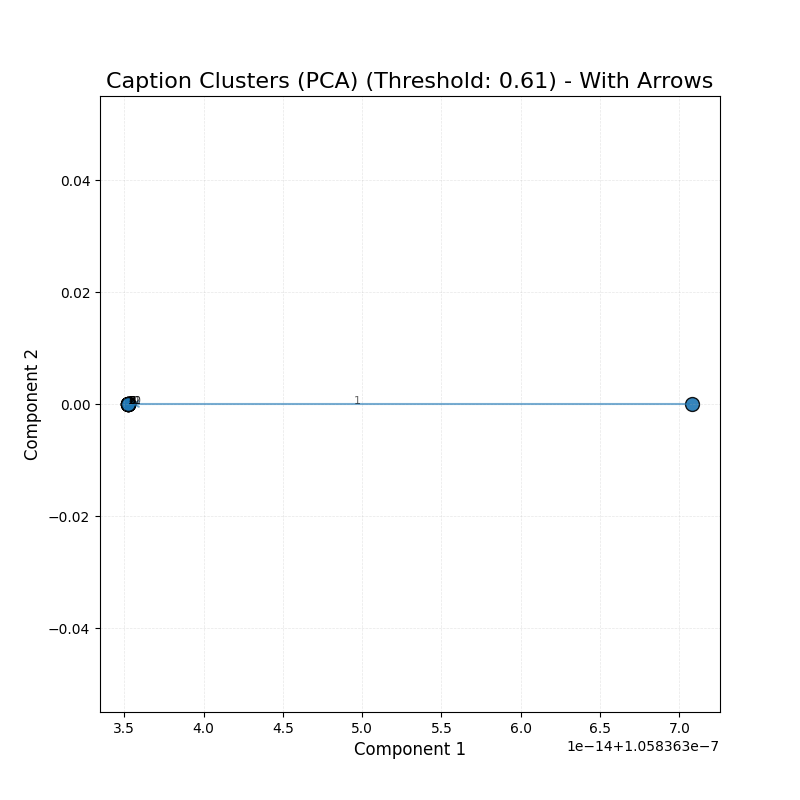 Caption Clusters (PCA) (Threshold: 0.61) - With Arrows
0.04
0.02
0.00
−0.02
−0.04
Component 2
1
3.5 4.0 4.5 5.0 5.5 6.0 6.5 7.0
Component 1
1e−14+1.058363e−7